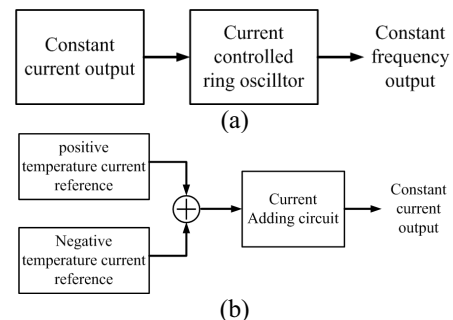 Constant
current output
Current
controlled
ring oscilltor
Constant
frequency
output
(a)
positive
temperature current
reference
Negative
temperature current
reference
Current
Adding circuit
Constant
current
output
(b)